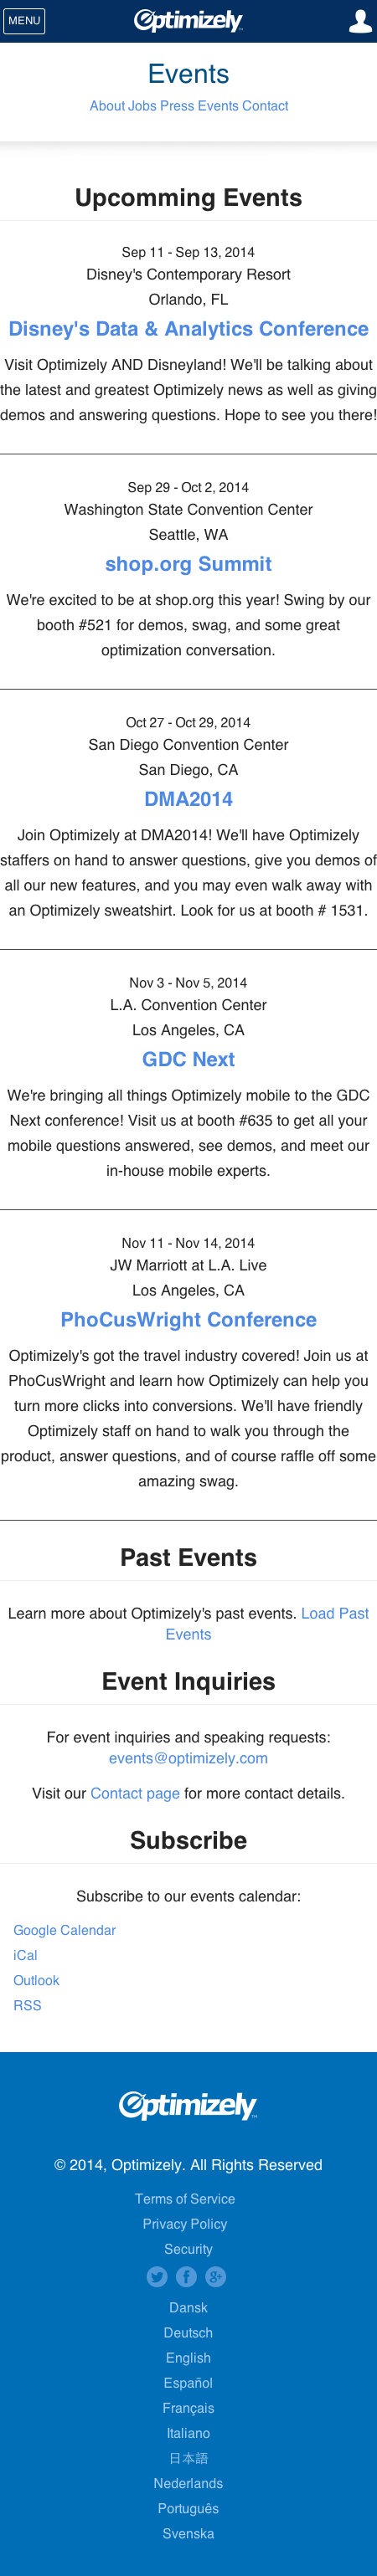 MENU
Optimizely
Events
About Jobs Press Events Contact
Upcomming Events
Sep 11 - Sep 13, 2014
Disney's Contemporary Resort
Orlando, FL
Disney's Data & Analytics Conference
Visit Optimizely AND Disneyland! We'll be talking about
the latest and greatest Optimizely news as well as giving
demos and answering questions. Hope to see you there!
Sep 29 - Oct 2, 2014
Washington State Convention Center
Seattle, WA
shop.org Summit
We're excited to be at shop.org this year! Swing by our
booth #521 for demos, swag, and some great
optimization conversation.
Oct 27 - Oct 29, 2014
San Diego Convention Center
San Diego, CA
DMA2014
Join Optimizely at DMA2014! We'll have Optimizely
staffers on hand to answer questions, give you demos of
all our new features, and you may even walk away with
an Optimizely sweatshirt. Look for us at booth # 1531.
Nov 3 - Nov 5, 2014
L.A. Convention Center
Los Angeles, CA
GDC Next
We're bringing all things Optimizely mobile to the GDC
Next conference! Visit us at booth #635 to get all your
mobile questions answered, see demos, and meet our
in-house mobile experts.
Nov 11 - Nov 14, 2014
JW Marriott at L.A. Live
Los Angeles, CA
PhoCusWright Conference
Optimizely's got the travel industry covered! Join us at
PhoCusWright and learn how Optimizely can help you
turn more clicks into conversions. We'll have friendly
Optimizely staff on hand to walk you through the
product, answer questions, and of course raffle off some
amazing swag.
Past Events
Learn more about Optimizely's past events. Load Past
Events
Event Inquiries
For event inquiries and speaking requests:
events@optimizely.com
Visit our Contact page for more contact details.
Subscribe
Subscribe to our events calendar:
Google Calendar
iCal
Outlook
RSS
Optimizely
© 2014, Optimizely. All Rights Reserved
Terms of Service
Privacy Policy
Security
Dansk
Deutsch
English
Español
Français
Italiano
日本語
Nederlands
Português
Svenska